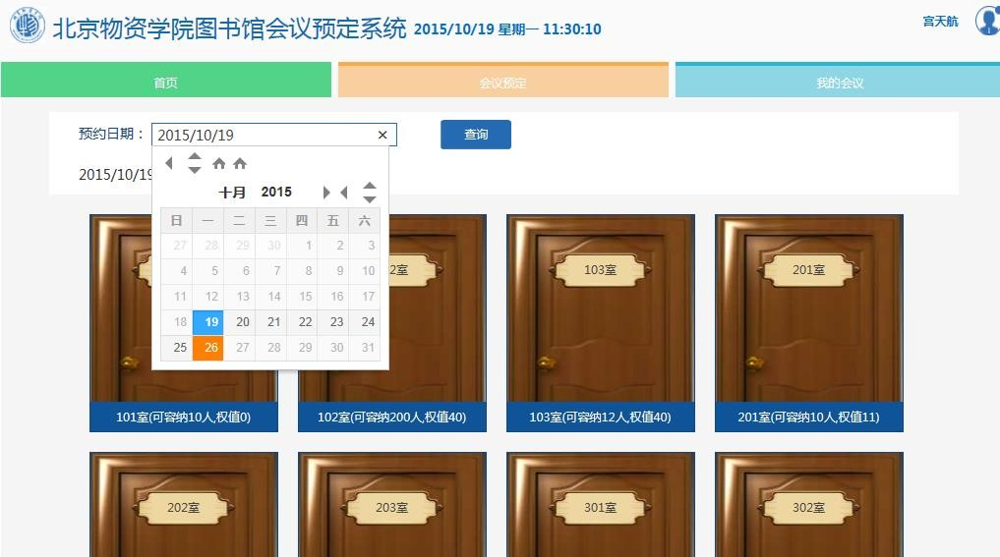 北京物资学院图书馆会议预定系统 2015/10/19 星期一 11:30:10
宫天航
首页 会议预定 我的会议
预约日期： 2015/10/19 × 查询
2015/10/19
十月 2015
日 一 二 三 四 五 六
27 28 29 30 1 2 3
4 5 6 7 8 9 10
11 12 13 14 15 16 17
18 19 20 21 22 23 24
25 26 27 28 29 30 31
2室 103室 201室
101室(可容纳10人,权值0) 102室(可容纳200人,权值40) 103室(可容纳12人,权值40) 201室(可容纳10人,权值11)
202室 203室 301室 302室